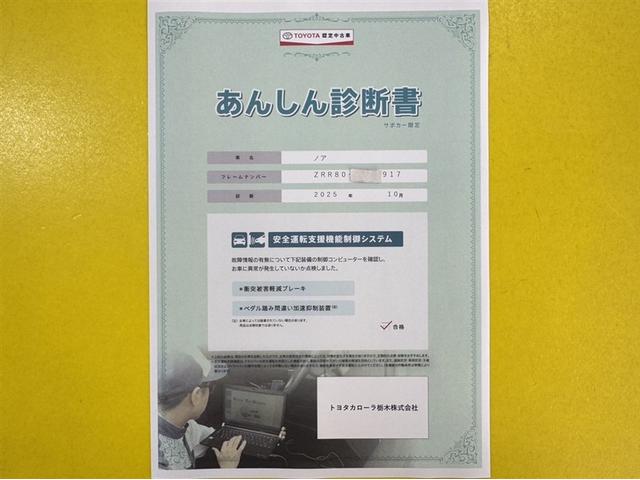 TOYOTA 認定中古車
あんしん診断書
サポカー限定
車名 ノア
フレームナンバー ZRR80- 917
診断 2025 年 10月
安全運転支援機能制御システム
故障情報の有無について下記装備の制御コンピューターを確認し、
お車に異常が発生していないか点検しました。
●衝突被害軽減ブレーキ
●ペダル踏み間違い加速抑制装置(※)
合格
トヨタカローラ栃木株式会社